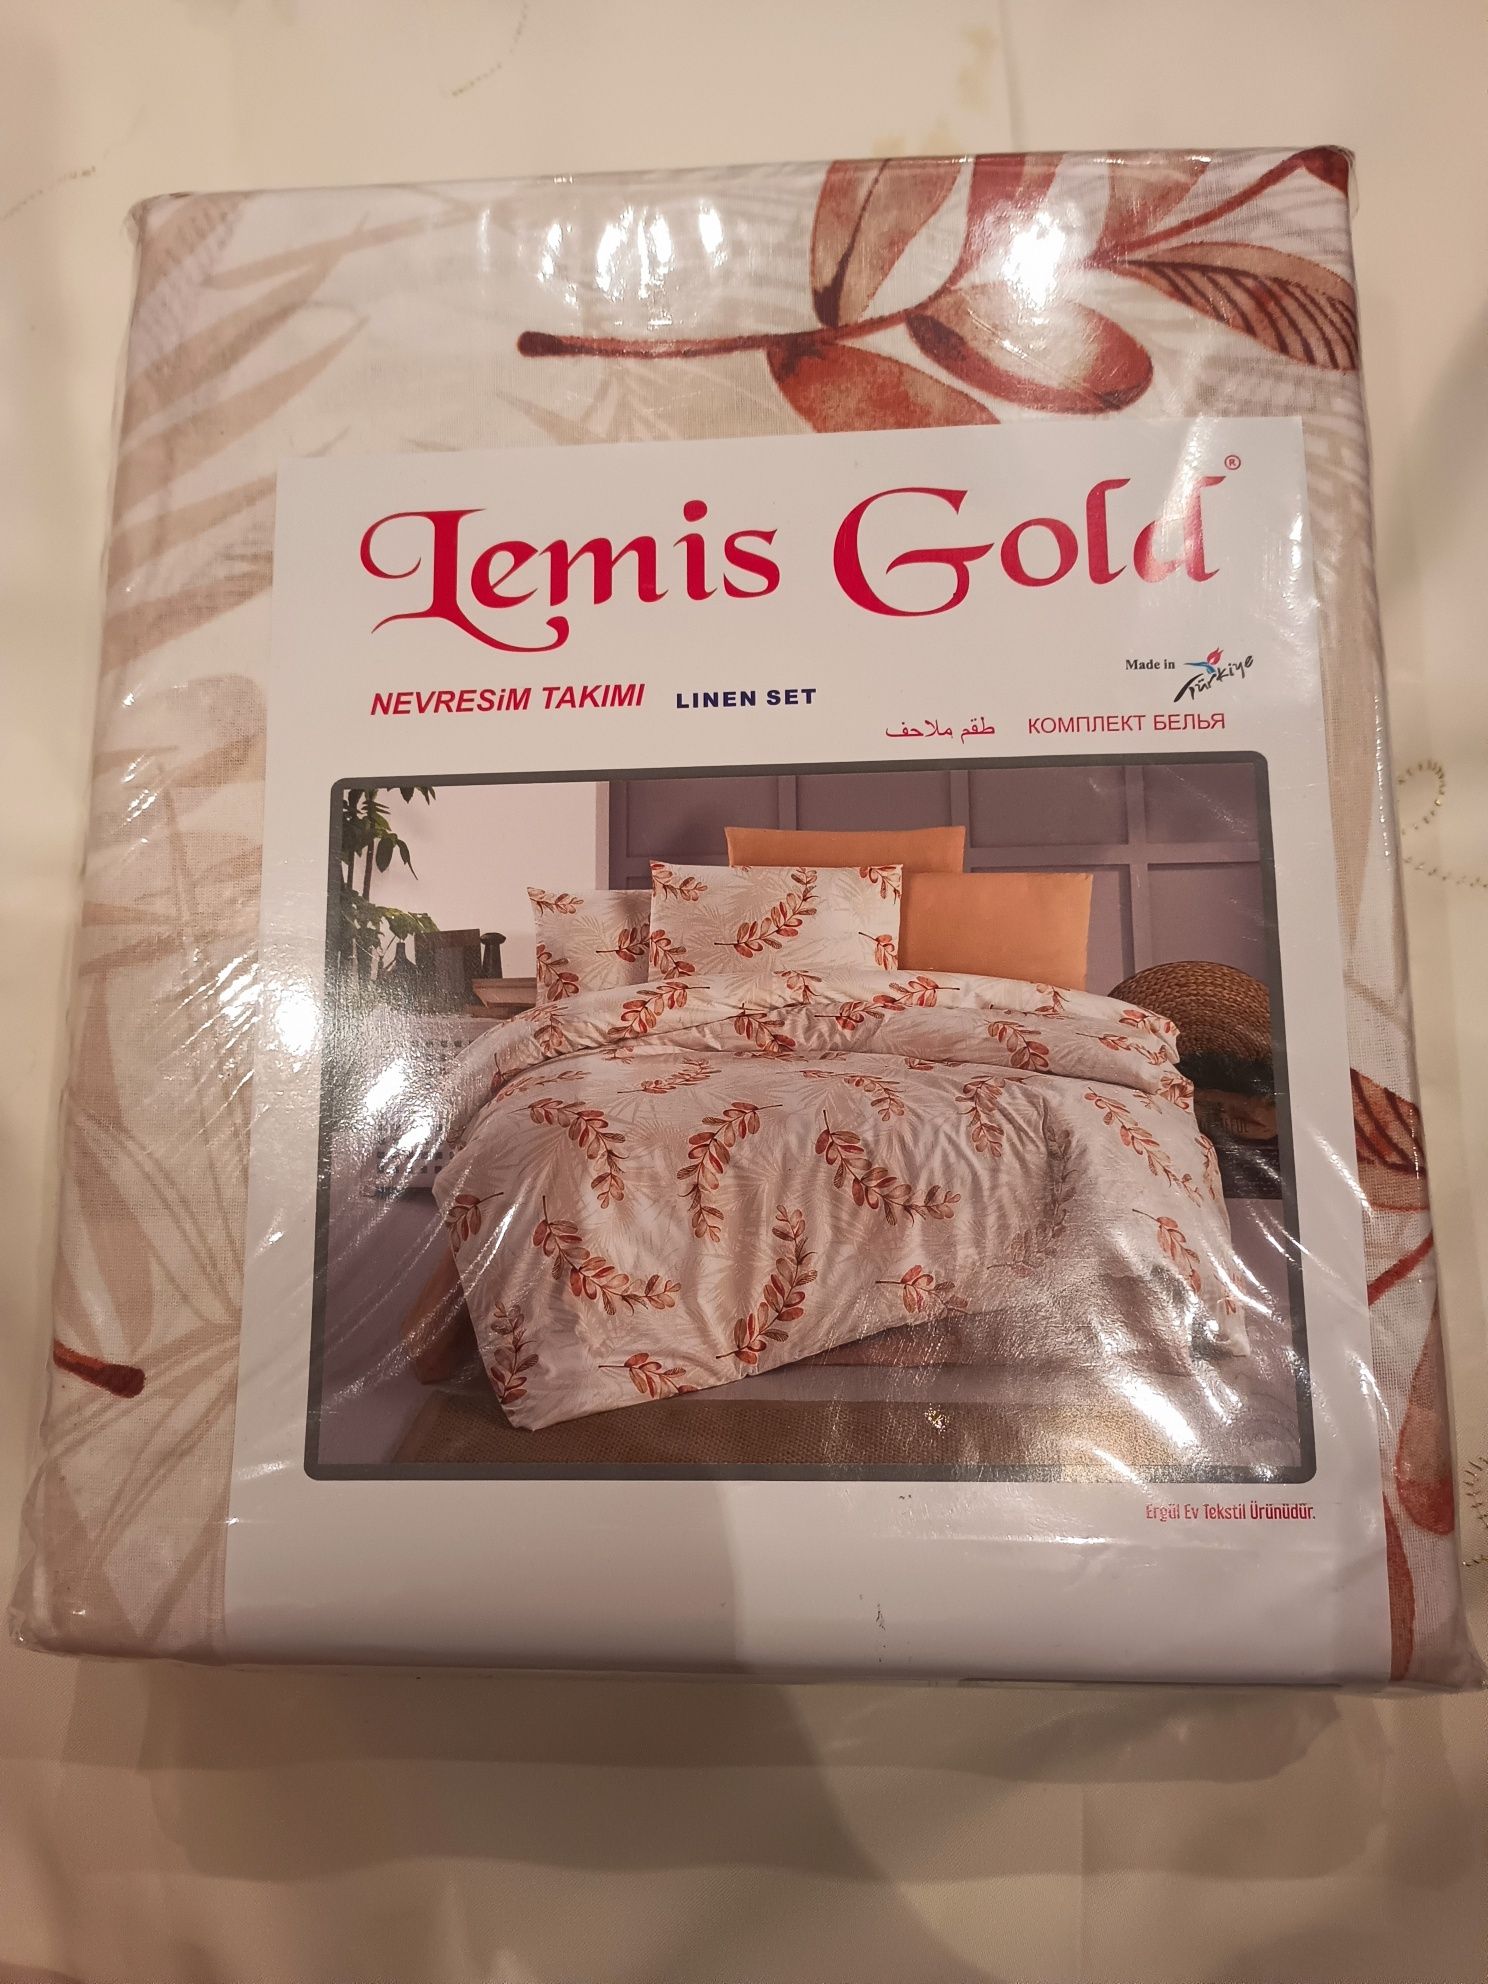 Lemis Gold ®
Made in Türkiye
NEVRESiM TAKIMI LINEN SET
طقم ملاحف КОМПЛЕКТ БЕЛЬЯ
Ergül Ev Tekstil Ürünüdür.